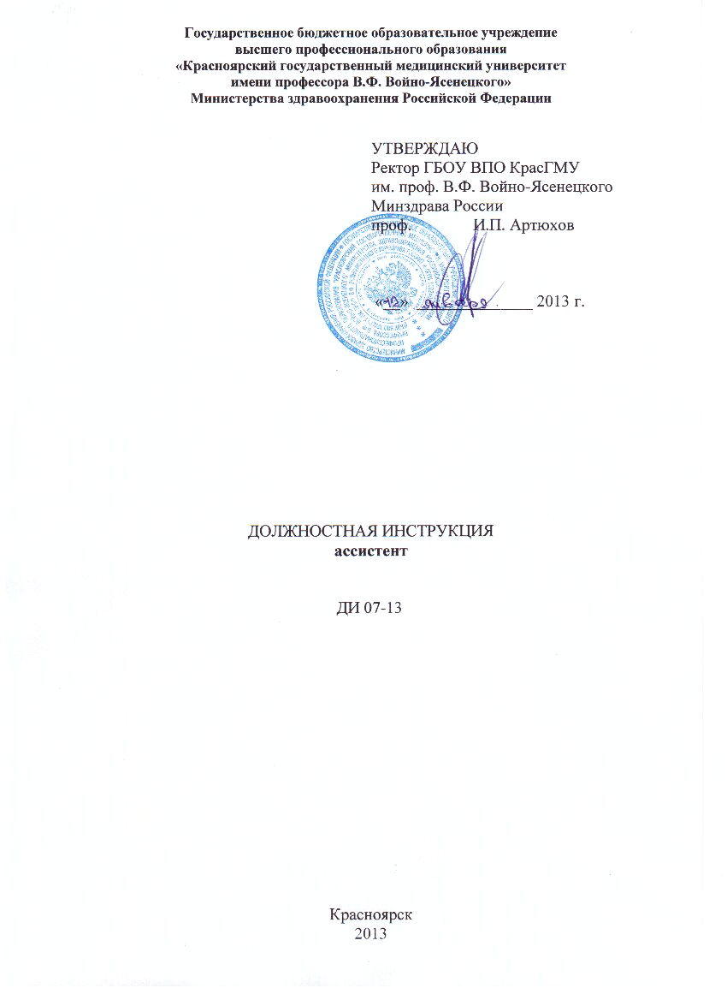 Государственное бюджетное образовательное учреждение
высшего профессионального образования
«Красноярский государственный медицинский университет
имени профессора В.Ф. Войно-Ясенецкого»
Министерства здравоохранения Российской Федерации
УТВЕРЖДАЮ
Ректор ГБОУ ВПО КрасГМУ
им. проф. В.Ф. Войно-Ясенецкого
Минздрава России
проф. И.П. Артюхов
«12» января 2013 г.
ДОЛЖНОСТНАЯ ИНСТРУКЦИЯ
ассистент
ДИ 07-13
Красноярск
2013